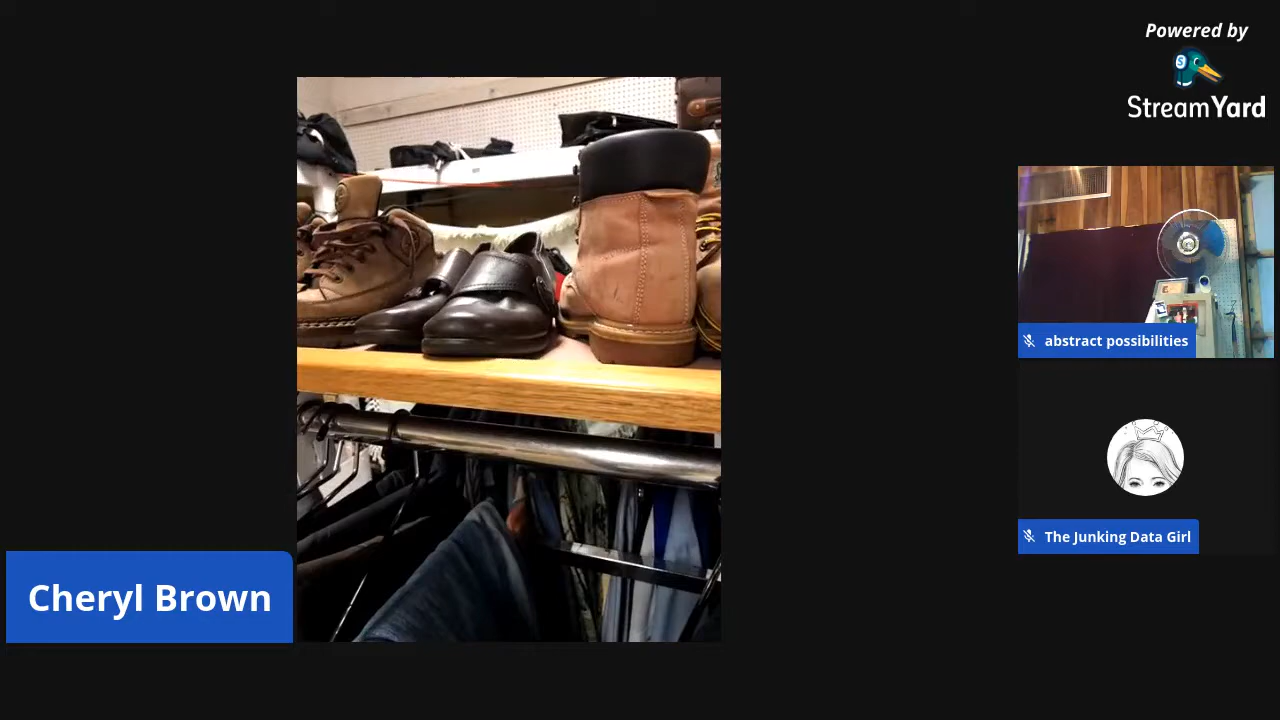 Powered by
StreamYard
abstract possibilities
The Junking Data Girl
Cheryl Brown